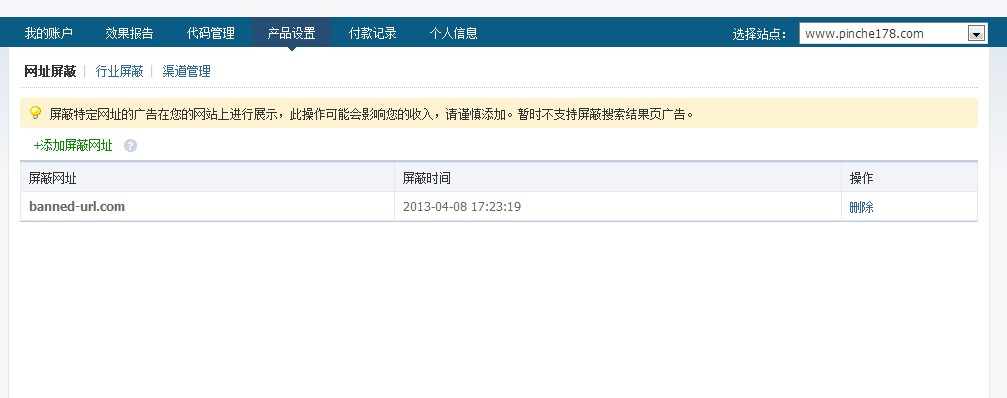 我的账户 效果报告 代码管理 产品设置 付款记录 个人信息 选择站点： www.pinche178.com
网址屏蔽 | 行业屏蔽 | 渠道管理
屏蔽特定网址的广告在您的网站上进行展示，此操作可能会影响您的收入，请谨慎添加。暂时不支持屏蔽搜索结果页广告。
+添加屏蔽网址 ?
屏蔽网址 屏蔽时间 操作
banned-url.com 2013-04-08 17:23:19 删除